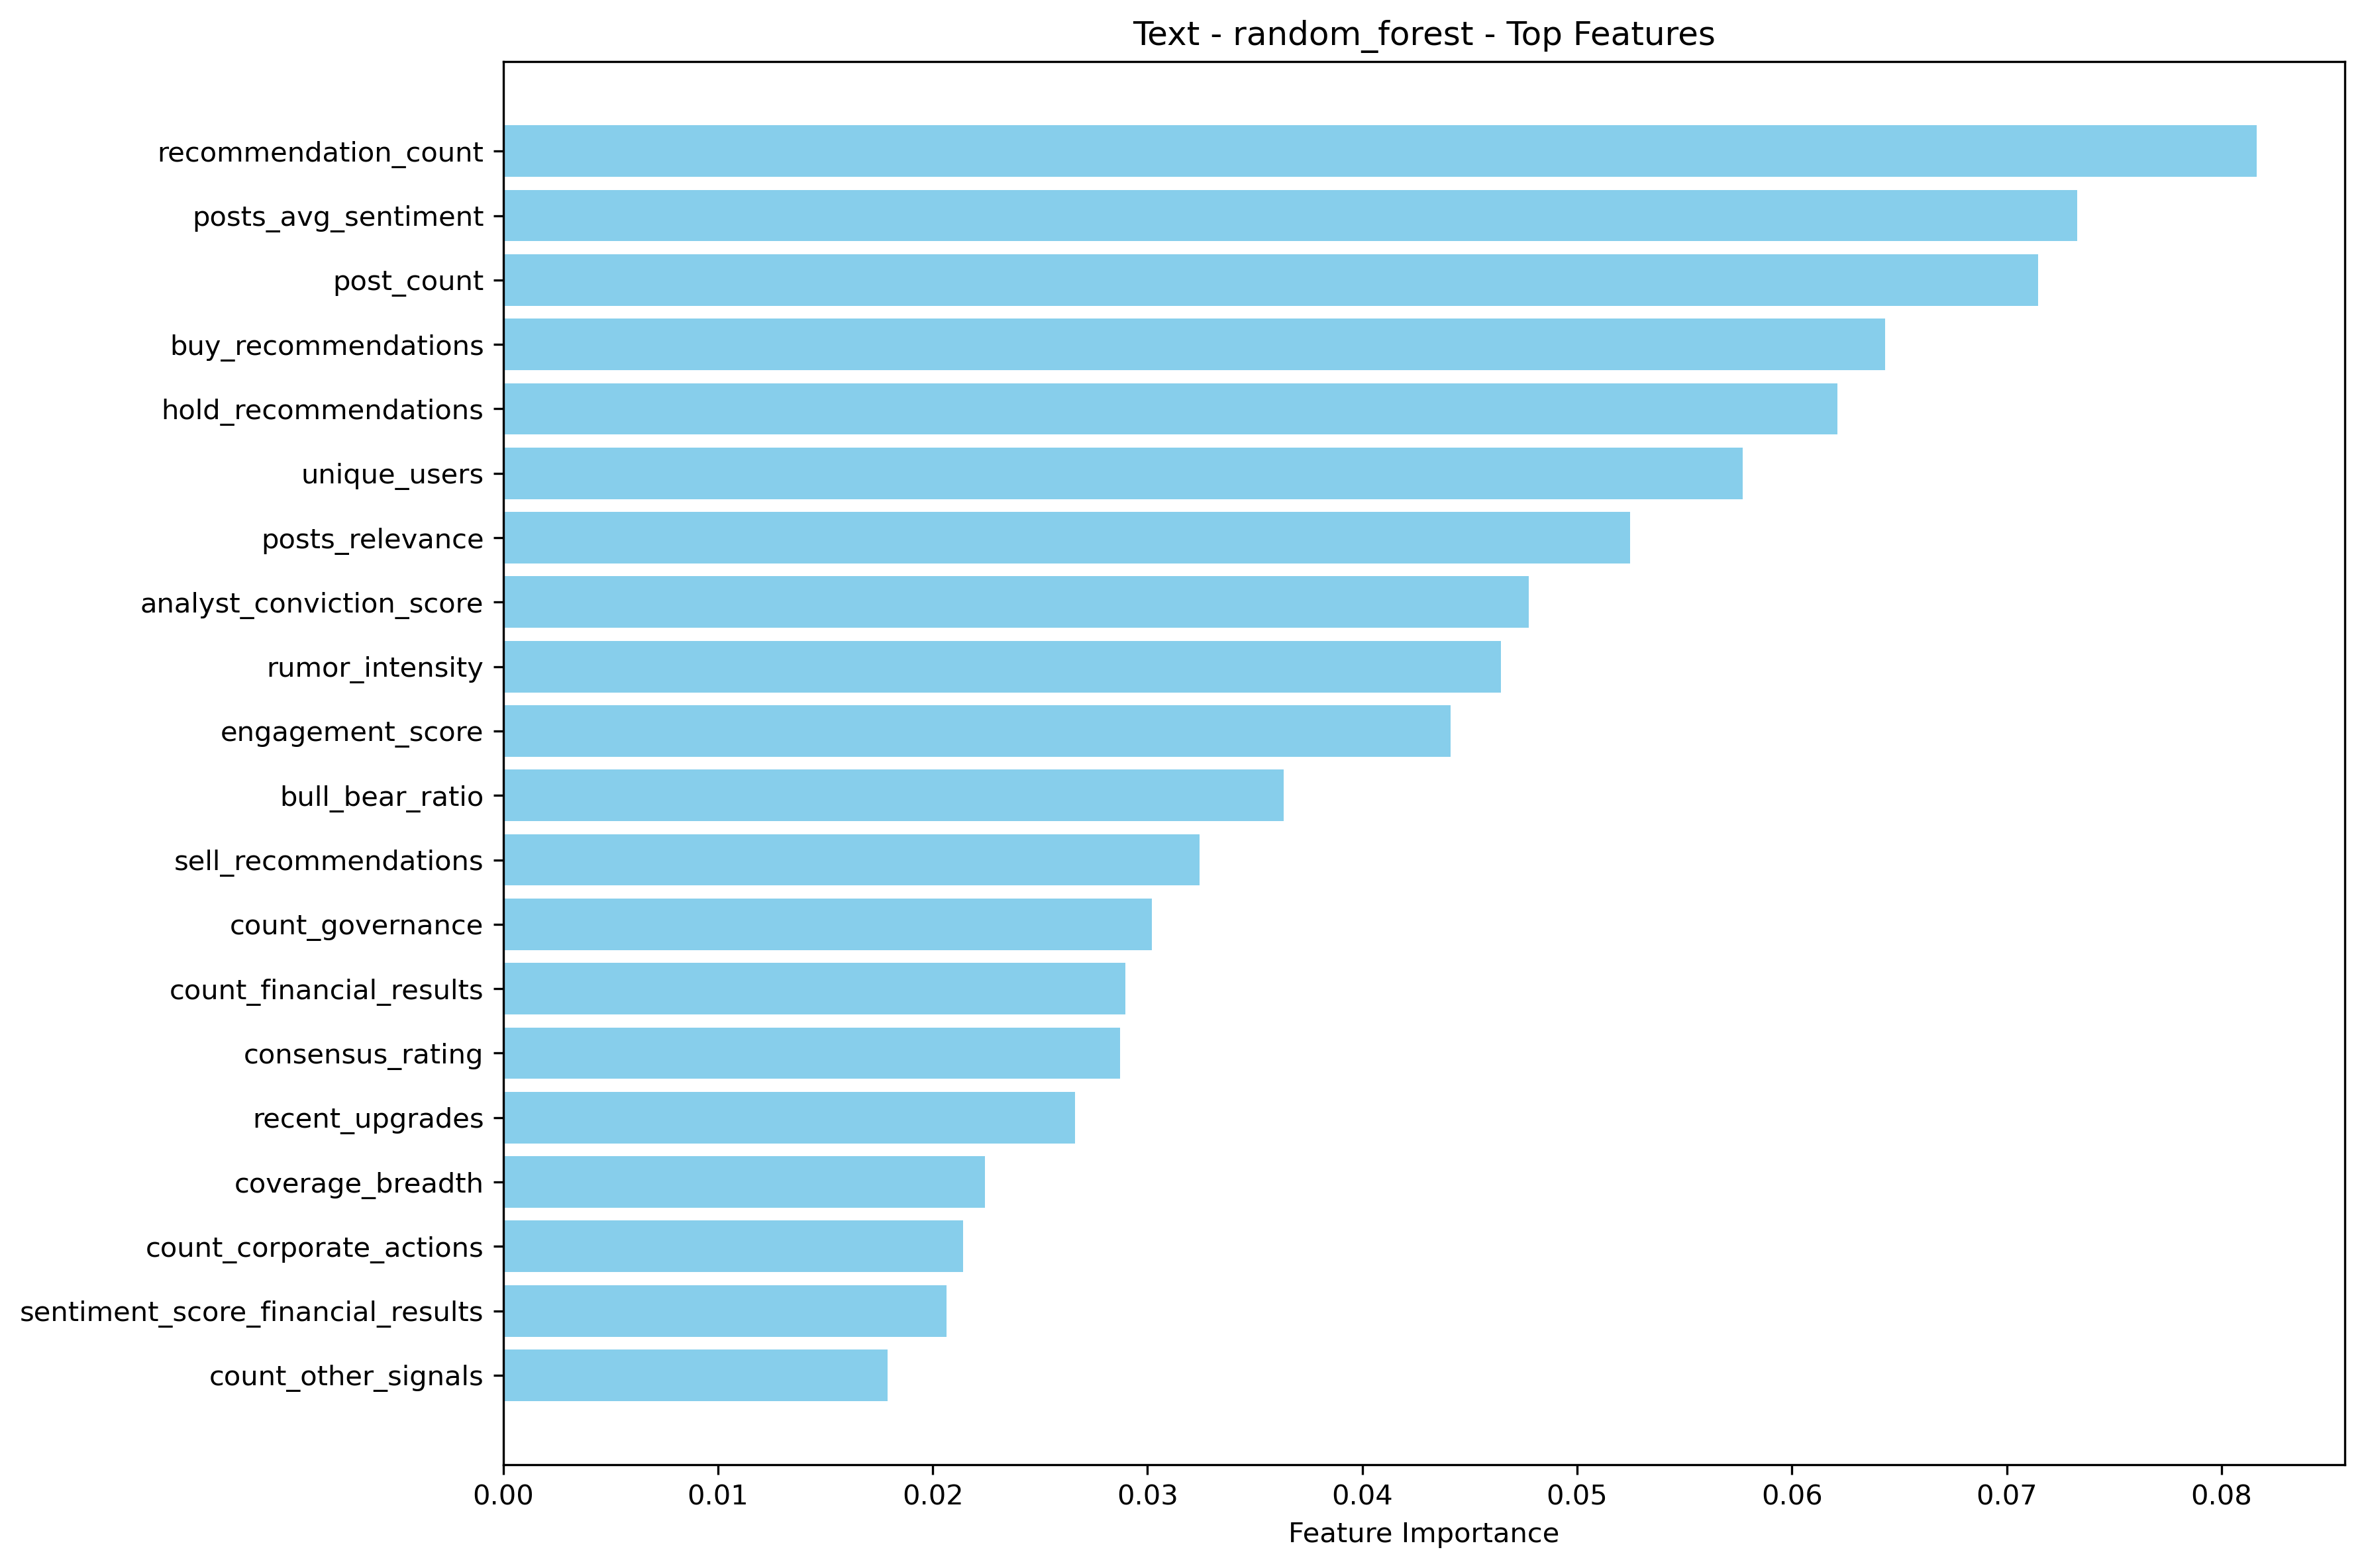 Text - random_forest - Top Features
recommendation_count
posts_avg_sentiment
post_count
buy_recommendations
hold_recommendations
unique_users
posts_relevance
analyst_conviction_score
rumor_intensity
engagement_score
bull_bear_ratio
sell_recommendations
count_governance
count_financial_results
consensus_rating
recent_upgrades
coverage_breadth
count_corporate_actions
sentiment_score_financial_results
count_other_signals
0.00 0.01 0.02 0.03 0.04 0.05 0.06 0.07 0.08
Feature Importance